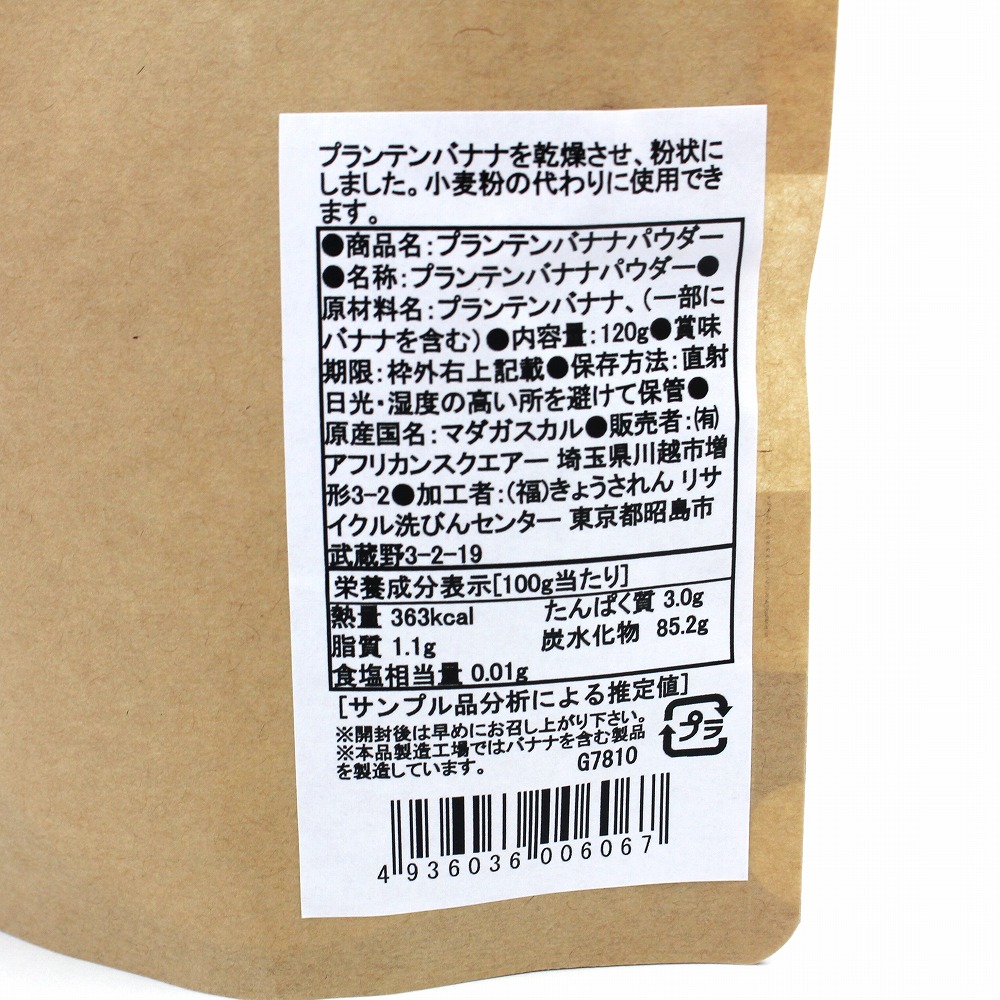 プランテンバナナを乾燥させ、粉状に
しました。小麦粉の代わりに使用でき
ます。
●商品名:プランテンバナナパウダー
●名称:プランテンバナナパウダー●
原材料名:プランテンバナナ、(一部に
バナナを含む)●内容量:120g●賞味
期限:枠外右上記載●保存方法:直射
日光・湿度の高い所を避けて保管●
原産国名:マダガスカル●販売者:㈲
アフリカンスクエアー 埼玉県川越市増
形3-2●加工者:(福)きょうされん リサ
イクル洗びんセンター 東京都昭島市
武蔵野3-2-19
栄養成分表示[100g当たり]
熱量 363kcal たんぱく質 3.0g
脂質 1.1g 炭水化物 85.2g
食塩相当量 0.01g
[サンプル品分析による推定値]
※開封後は早めにお召し上がり下さい。
※本品製造工場ではバナナを含む製品
を製造しています。 G7810
プラ
4 936036 006067